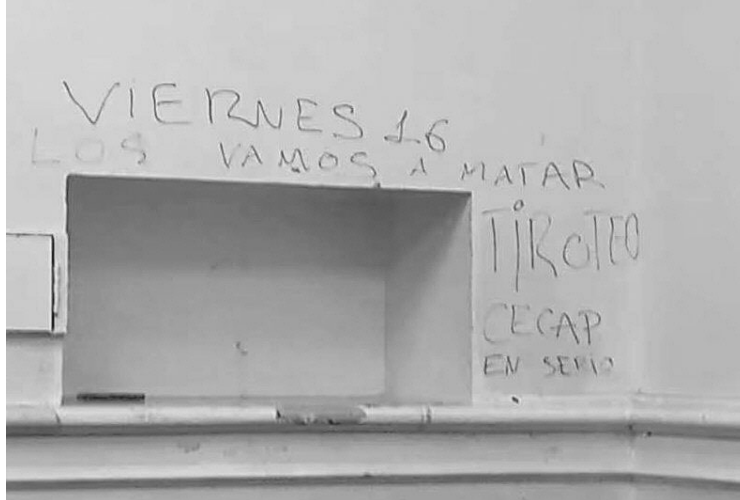 VIERNES 16
LOS VAMOS A MATAR
TiROTEO
CECAP
EN SERIO